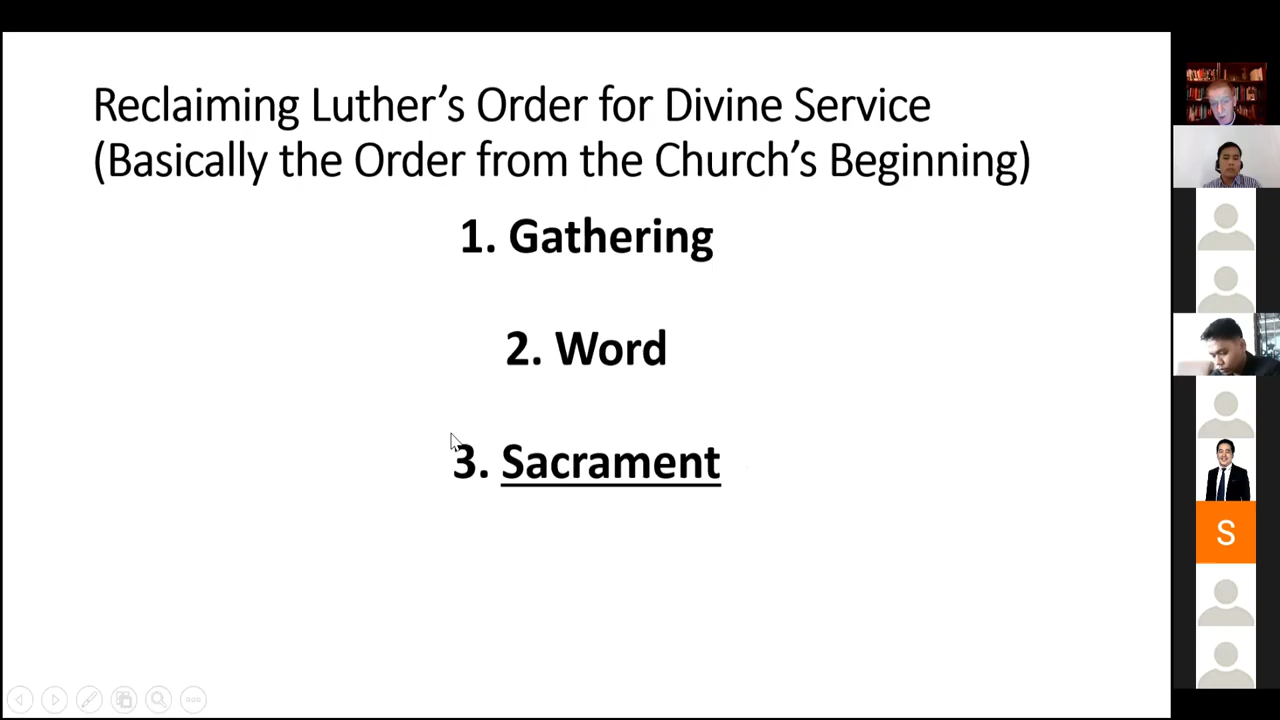 Reclaiming Luther’s Order for Divine Service
(Basically the Order from the Church’s Beginning)
1. Gathering
2. Word
3. Sacrament
S